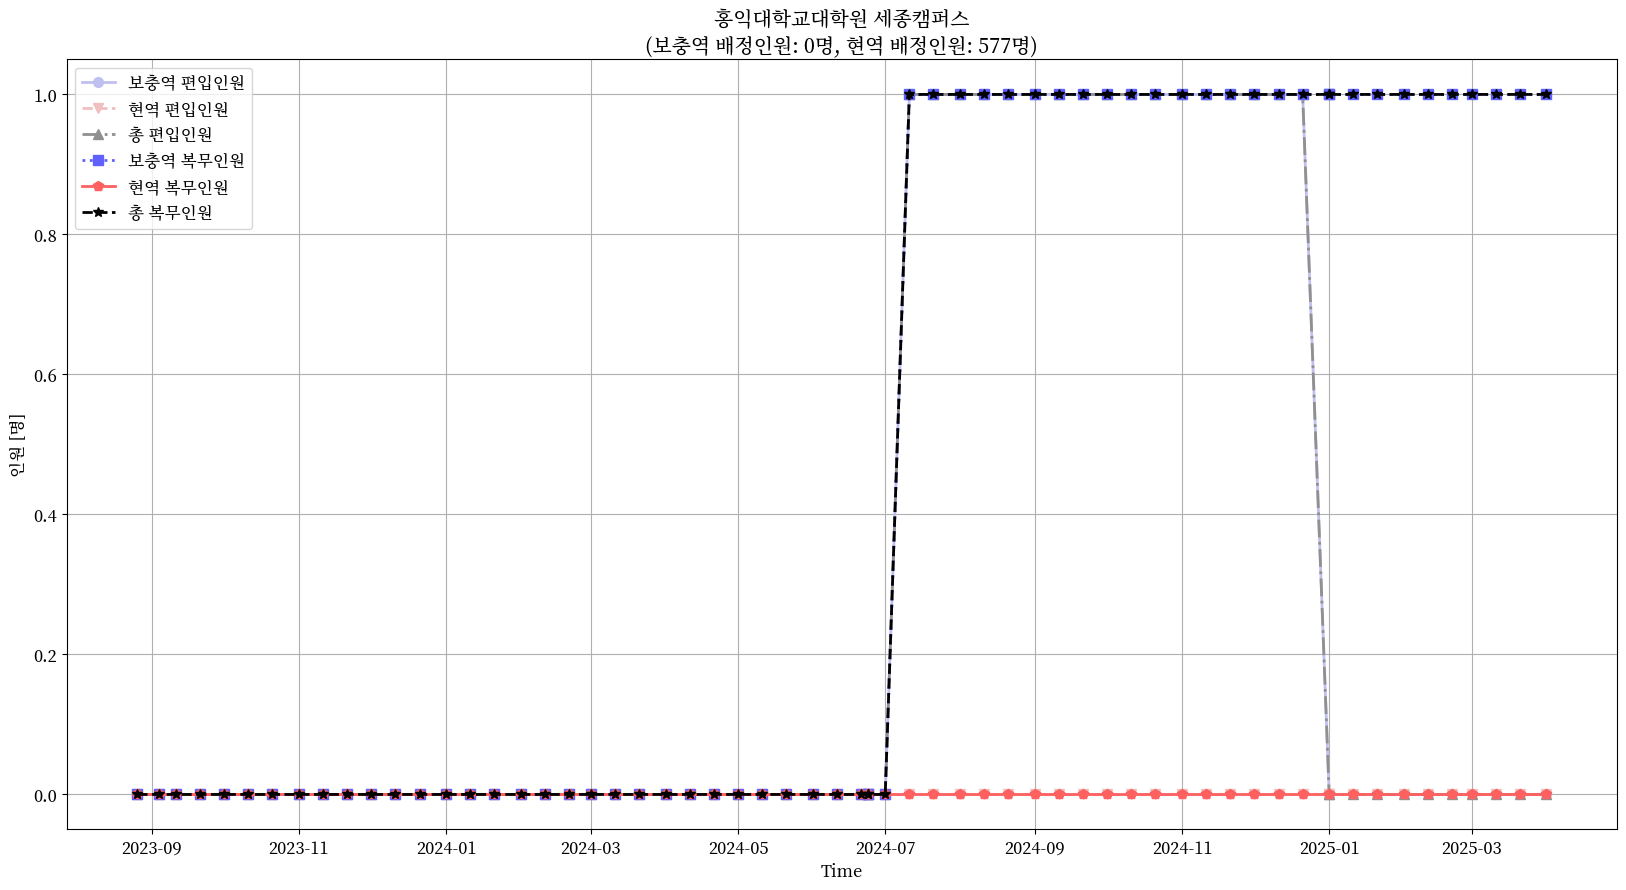 홍익대학교대학원 세종캠퍼스
(보충역 배정인원: 0명, 현역 배정인원: 577명)
보충역 편입인원
현역 편입인원
총 편입인원
보충역 복무인원
현역 복무인원
총 복무인원
1.0
0.8
0.6
0.4
0.2
0.0
인원 [명]
2023-09
2023-11
2024-01
2024-03
2024-05
2024-07
2024-09
2024-11
2025-01
2025-03
Time